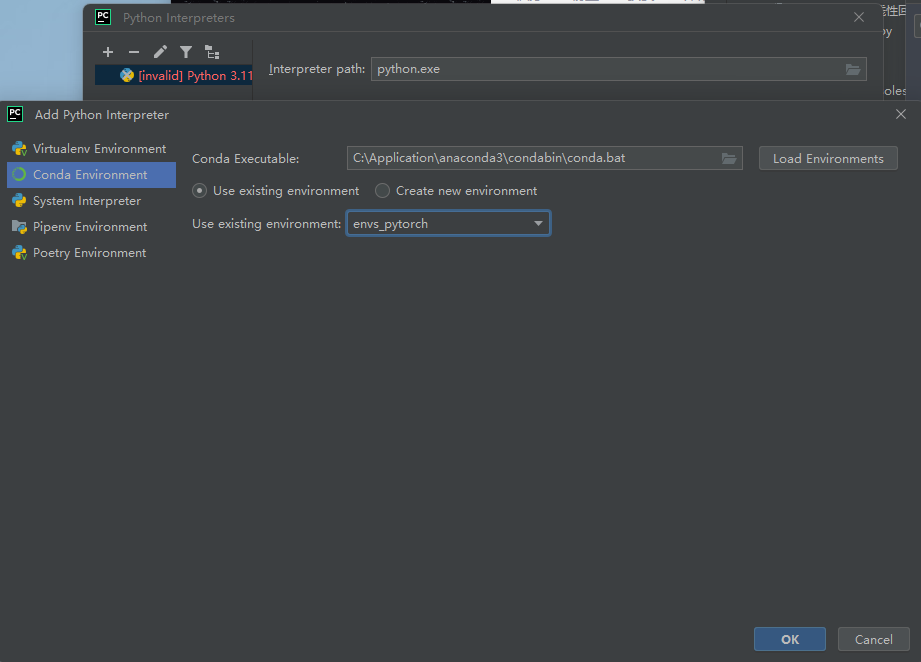 PC Python Interpreters
[invalid] Python 3.11
Interpreter path: python.exe
PC Add Python Interpreter
Virtualenv Environment
Conda Environment
System Interpreter
Pipenv Environment
Poetry Environment
Conda Executable: C:\Application\anaconda3\condabin\conda.bat Load Environments
Use existing environment Create new environment
Use existing environment: envs_pytorch
OK Cancel